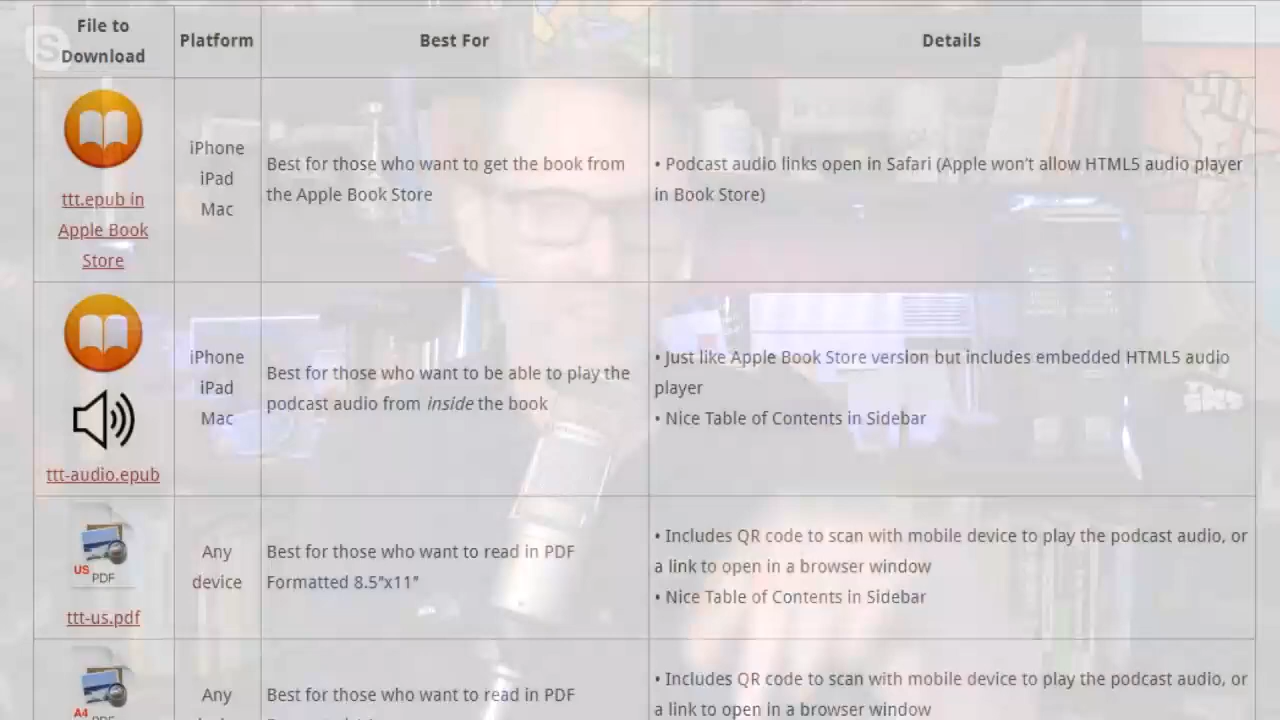 File to
Download
Platform
Best For
Details
ttt.epub in
Apple Book
Store
iPhone
iPad
Mac
Best for those who want to get the book from
the Apple Book Store
• Podcast audio links open in Safari (Apple won’t allow HTML5 audio player
in Book Store)
ttt-audio.epub
iPhone
iPad
Mac
Best for those who want to be able to play the
podcast audio from inside the book
• Just like Apple Book Store version but includes embedded HTML5 audio
player
• Nice Table of Contents in Sidebar
US
PDF
ttt-us.pdf
Any
device
Best for those who want to read in PDF
Formatted 8.5″x11″
• Includes QR code to scan with mobile device to play the podcast audio, or
a link to open in a browser window
• Nice Table of Contents in Sidebar
A4
PDF
Any
Best for those who want to read in PDF
• Includes QR code to scan with mobile device to play the podcast audio, or
a link to open in a browser window